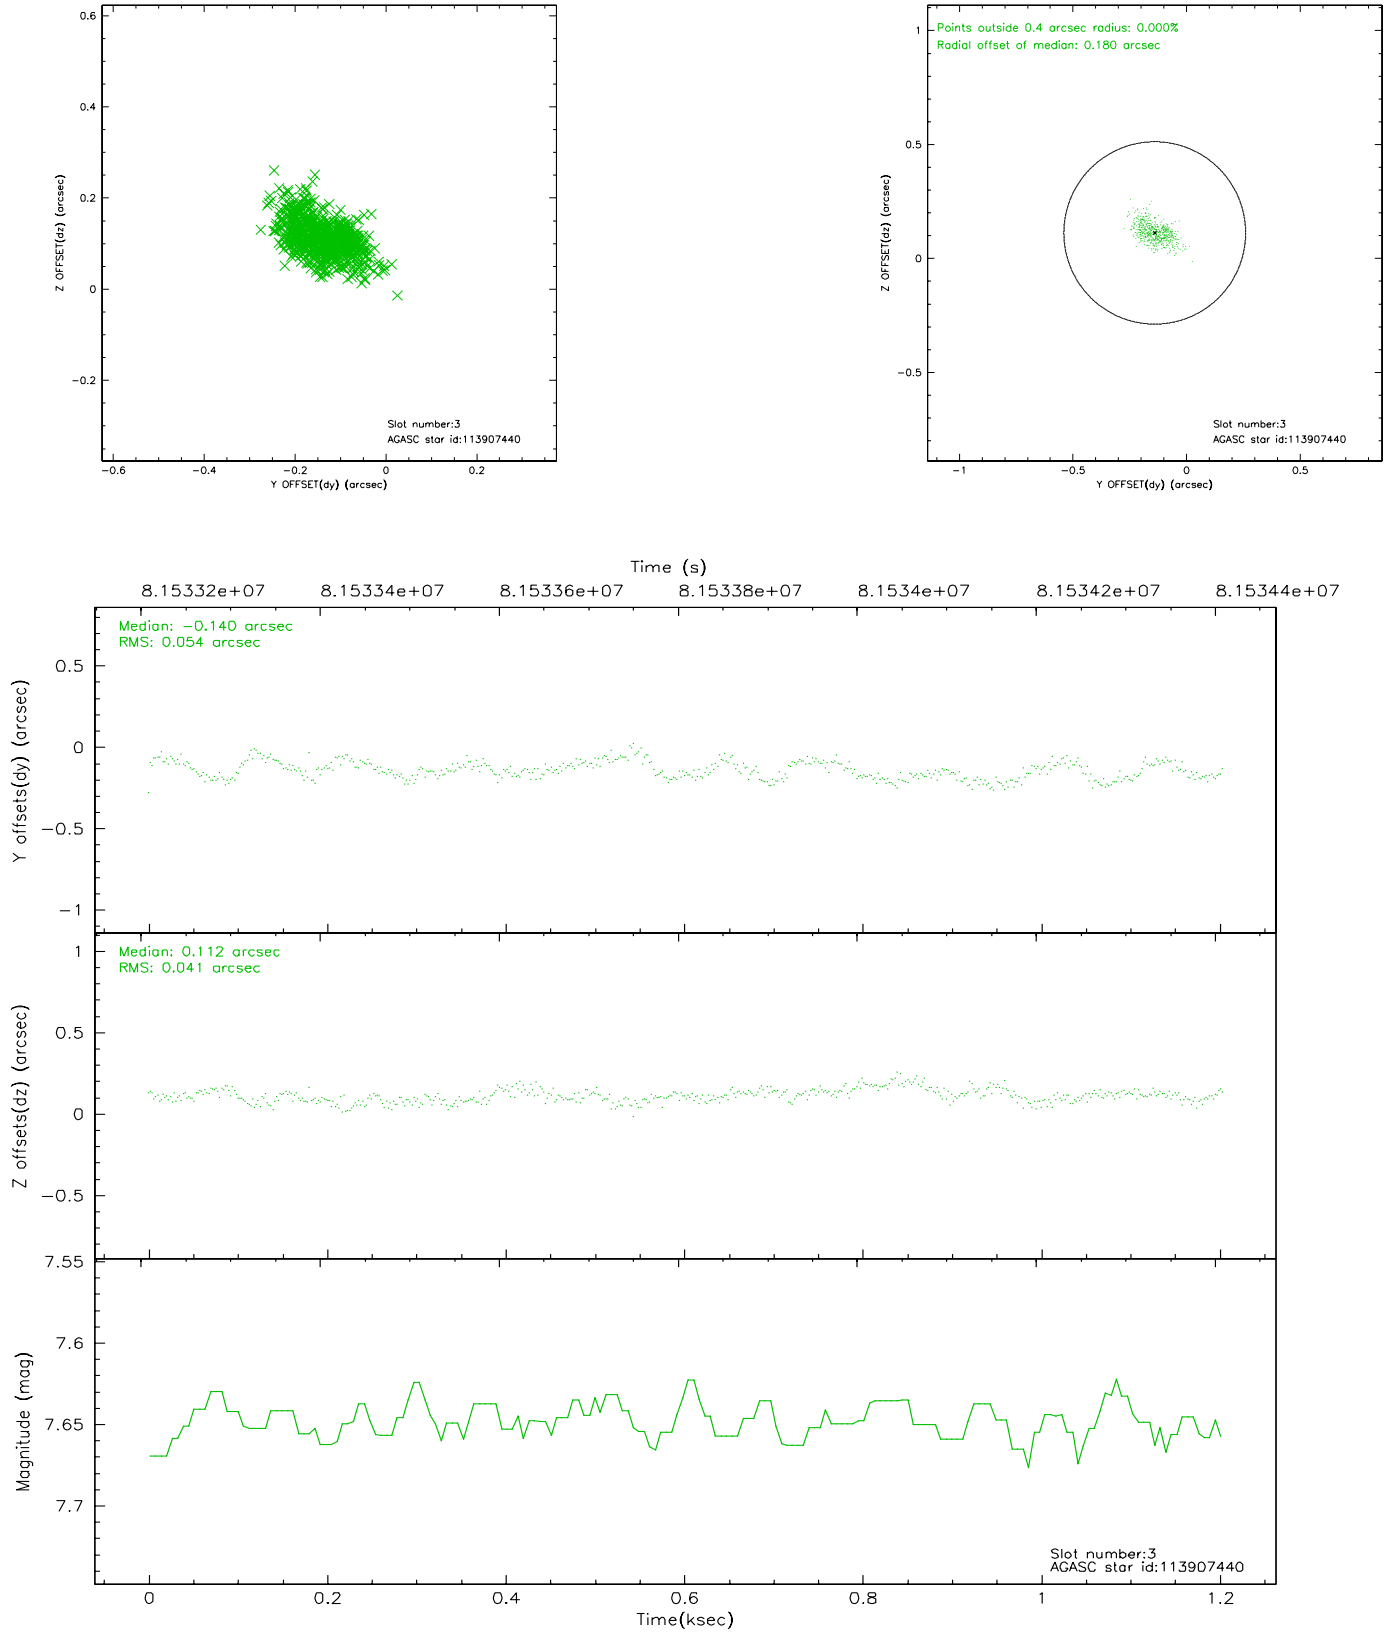 0.6
0.4
0.2
0
−0.2
Z OFFSET(dz) (arcsec)
Slot number:3
AGASC star id:113907440
−0.6 −0.4 −0.2 0 0.2
Y OFFSET(dy) (arcsec)
Points outside 0.4 arcsec radius: 0.000%
Radial offset of median: 0.180 arcsec
1
0.5
0
−0.5
Z OFFSET(dz) (arcsec)
Slot number:3
AGASC star id:113907440
−1 −0.5 0 0.5
Y OFFSET(dy) (arcsec)
Time (s)
8.15332e+07 8.15334e+07 8.15336e+07 8.15338e+07 8.1534e+07 8.15342e+07 8.15344e+07
Median: −0.140 arcsec
RMS: 0.054 arcsec
0.5
0
−0.5
−1
Y offsets(dy) (arcsec)
Median: 0.112 arcsec
RMS: 0.041 arcsec
1
0.5
0
−0.5
Z offsets(dz) (arcsec)
7.55
7.6
7.65
7.7
Magnitude (mag)
Slot number:3
AGASC star id:113907440
0 0.2 0.4 0.6 0.8 1 1.2
Time(ksec)